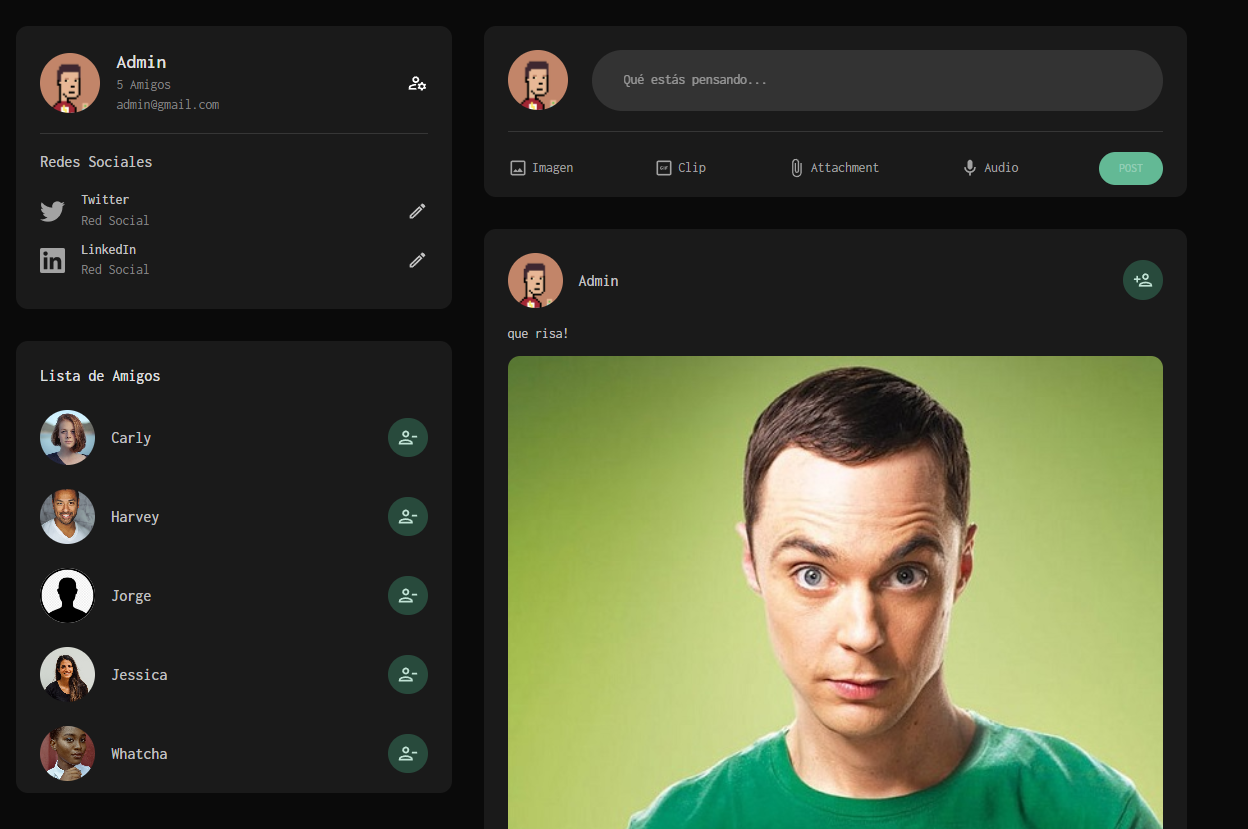 Admin
5 Amigos
admin@gmail.com
Redes Sociales
Twitter
Red Social
LinkedIn
Red Social
Lista de Amigos
Carly
Harvey
Jorge
Jessica
Whatcha
Qué estás pensando...
Imagen
GIF
Clip
Attachment
Audio
POST
Admin
que risa!